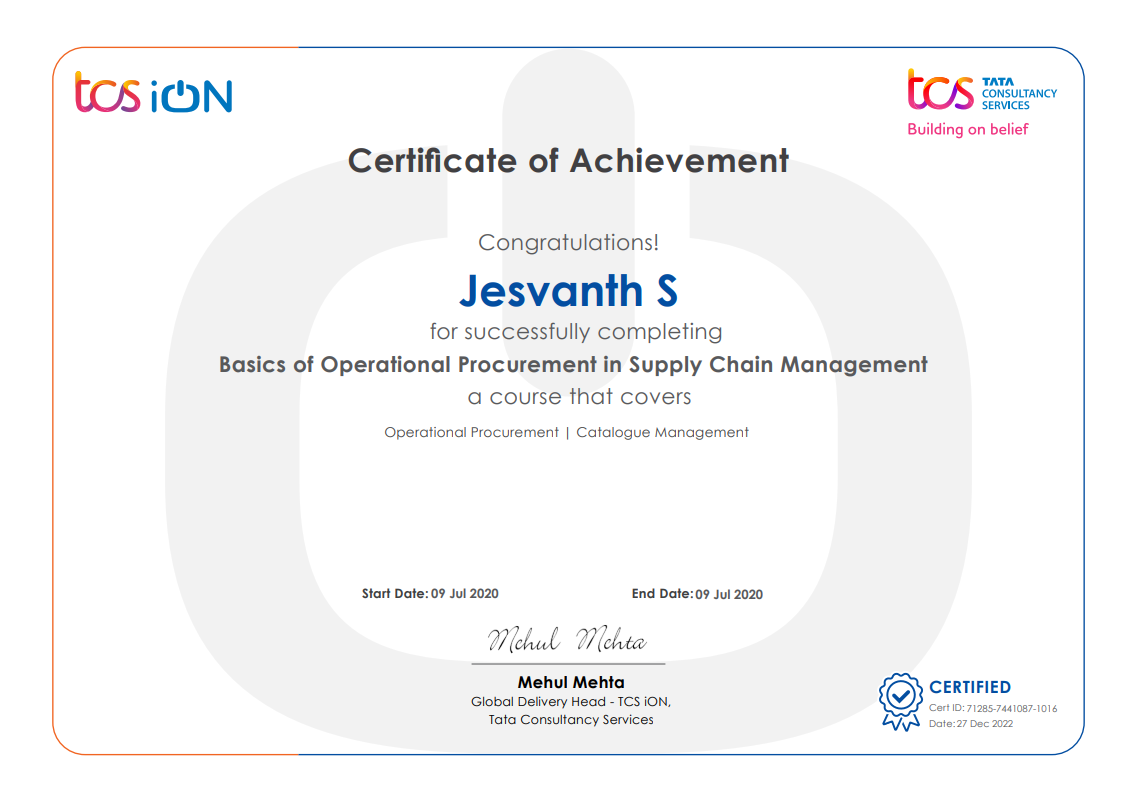 tcs iON
tcs TATA
CONSULTANCY
SERVICES
Building on belief
Certificate of Achievement
Congratulations!
Jesvanth S
for successfully completing
Basics of Operational Procurement in Supply Chain Management
a course that covers
Operational Procurement | Catalogue Management
Start Date: 09 Jul 2020 End Date: 09 Jul 2020
Mehul Mehta
Mehul Mehta
Global Delivery Head - TCS iON,
Tata Consultancy Services
CERTIFIED
Cert ID: 71285-7441087-1016
Date: 27 Dec 2022